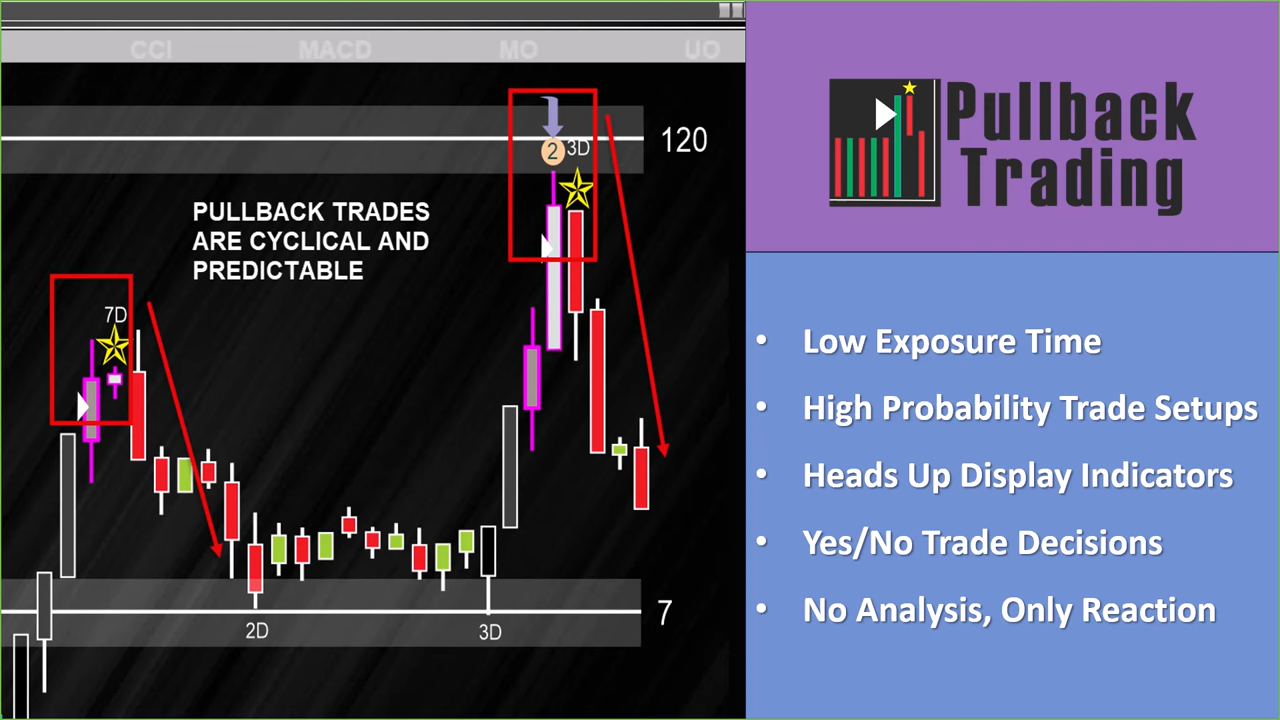 CCI MACD MO UO
120
2 3D
PULLBACK TRADES
ARE CYCLICAL AND
PREDICTABLE
7D
7
2D 3D
Pullback
Trading
• Low Exposure Time
• High Probability Trade Setups
• Heads Up Display Indicators
• Yes/No Trade Decisions
• No Analysis, Only Reaction